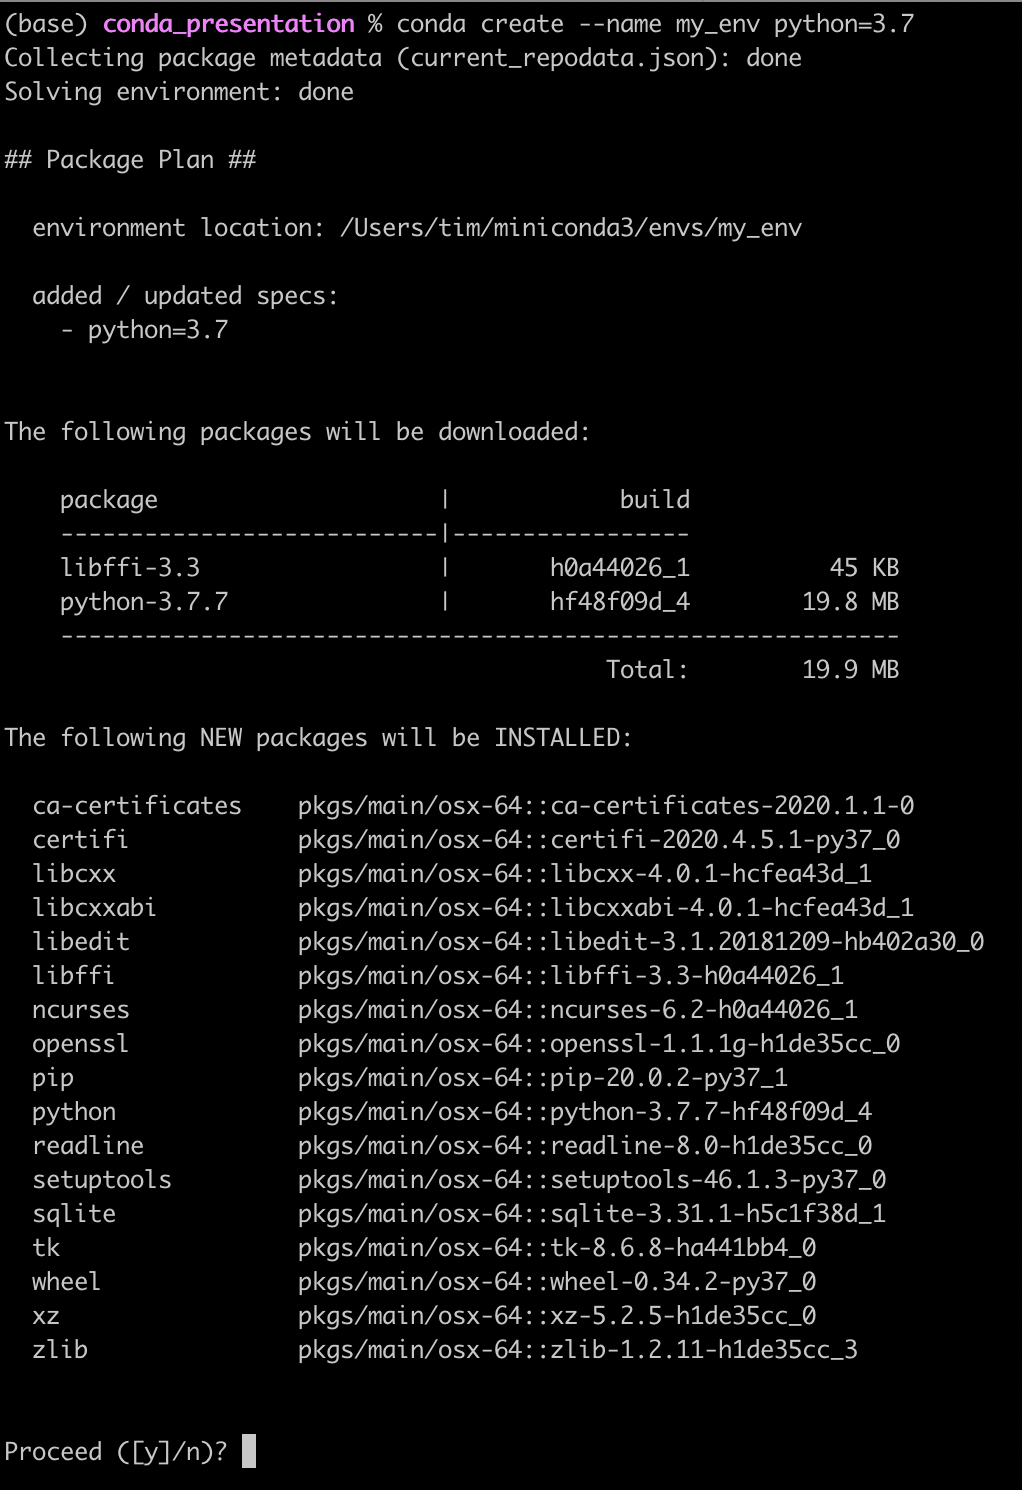 (base) conda_presentation % conda create --name my_env python=3.7
Collecting package metadata (current_repodata.json): done
Solving environment: done
## Package Plan ##
environment location: /Users/tim/miniconda3/envs/my_env
added / updated specs:
- python=3.7
The following packages will be downloaded:
package | build
---------------------------|-----------------
libffi-3.3 | h0a44026_1 45 KB
python-3.7.7 | hf48f09d_4 19.8 MB
------------------------------------------------------------
Total: 19.9 MB
The following NEW packages will be INSTALLED:
ca-certificates pkgs/main/osx-64::ca-certificates-2020.1.1-0
certifi pkgs/main/osx-64::certifi-2020.4.5.1-py37_0
libcxx pkgs/main/osx-64::libcxx-4.0.1-hcfea43d_1
libcxxabi pkgs/main/osx-64::libcxxabi-4.0.1-hcfea43d_1
libedit pkgs/main/osx-64::libedit-3.1.20181209-hb402a30_0
libffi pkgs/main/osx-64::libffi-3.3-h0a44026_1
ncurses pkgs/main/osx-64::ncurses-6.2-h0a44026_1
openssl pkgs/main/osx-64::openssl-1.1.1g-h1de35cc_0
pip pkgs/main/osx-64::pip-20.0.2-py37_1
python pkgs/main/osx-64::python-3.7.7-hf48f09d_4
readline pkgs/main/osx-64::readline-8.0-h1de35cc_0
setuptools pkgs/main/osx-64::setuptools-46.1.3-py37_0
sqlite pkgs/main/osx-64::sqlite-3.31.1-h5c1f38d_1
tk pkgs/main/osx-64::tk-8.6.8-ha441bb4_0
wheel pkgs/main/osx-64::wheel-0.34.2-py37_0
xz pkgs/main/osx-64::xz-5.2.5-h1de35cc_0
zlib pkgs/main/osx-64::zlib-1.2.11-h1de35cc_3
Proceed ([y]/n)?